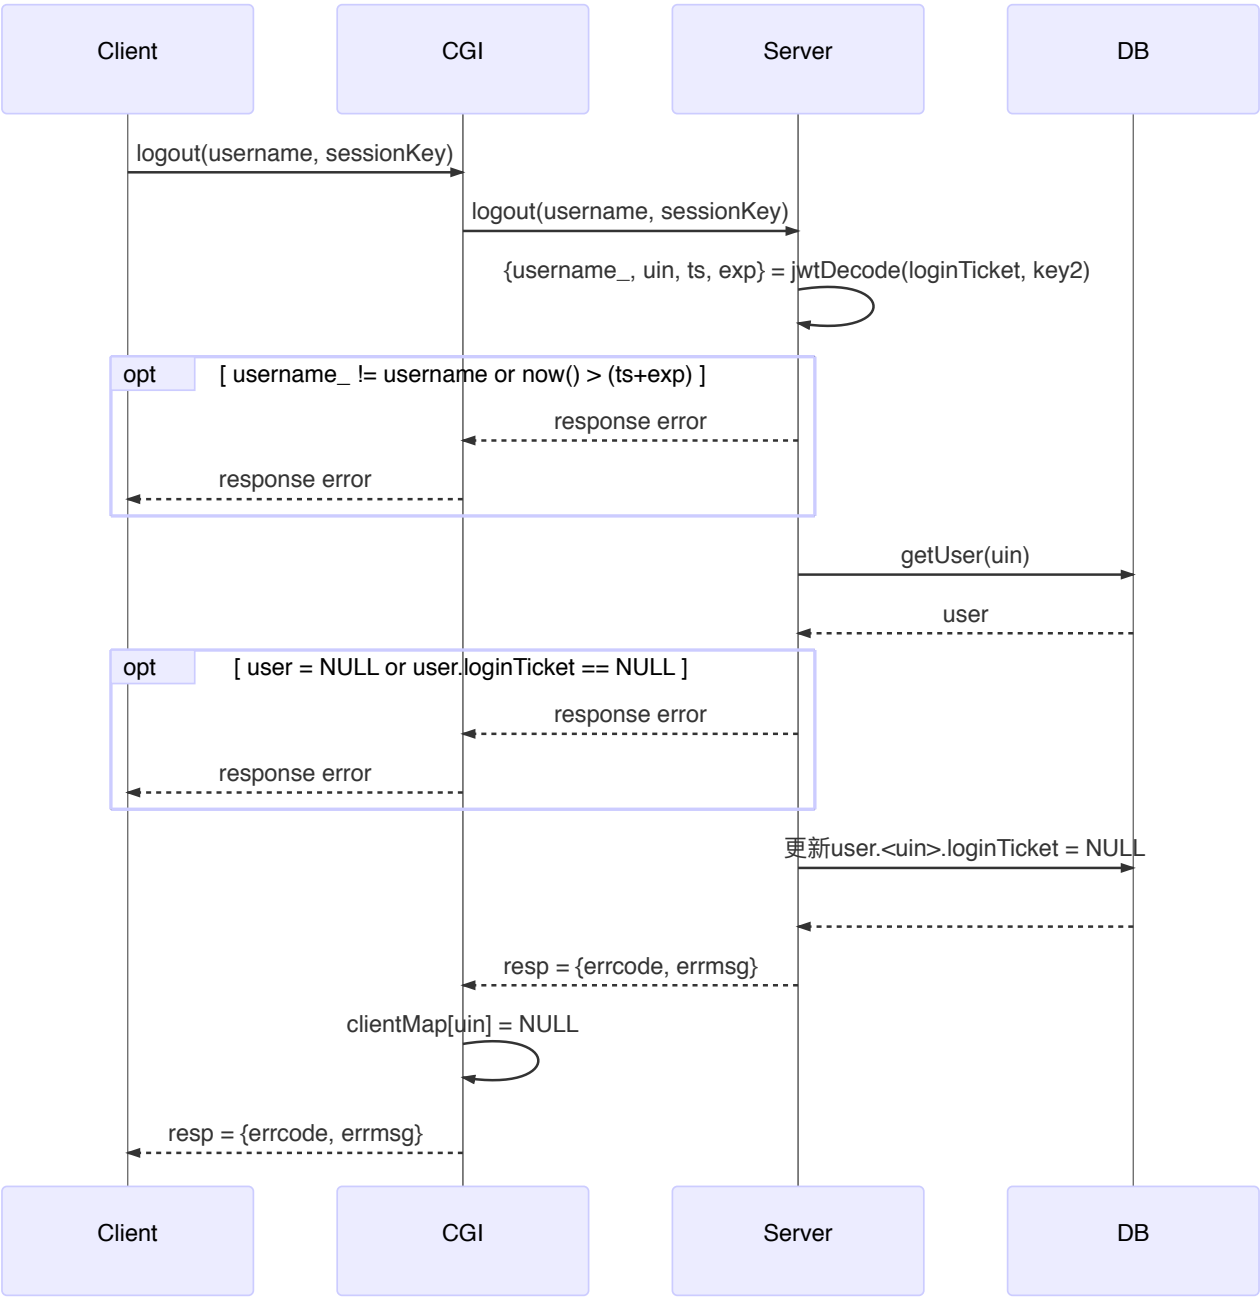 Client CGI Server DB
logout(username, sessionKey)
logout(username, sessionKey)
{username_, uin, ts, exp} = jwtDecode(loginTicket, key2)
opt [ username_ != username or now() > (ts+exp) ]
response error
response error
getUser(uin)
user
opt [ user = NULL or user.loginTicket == NULL ]
response error
response error
更新user.<uin>.loginTicket = NULL
resp = {errcode, errmsg}
clientMap[uin] = NULL
resp = {errcode, errmsg}
Client CGI Server DB